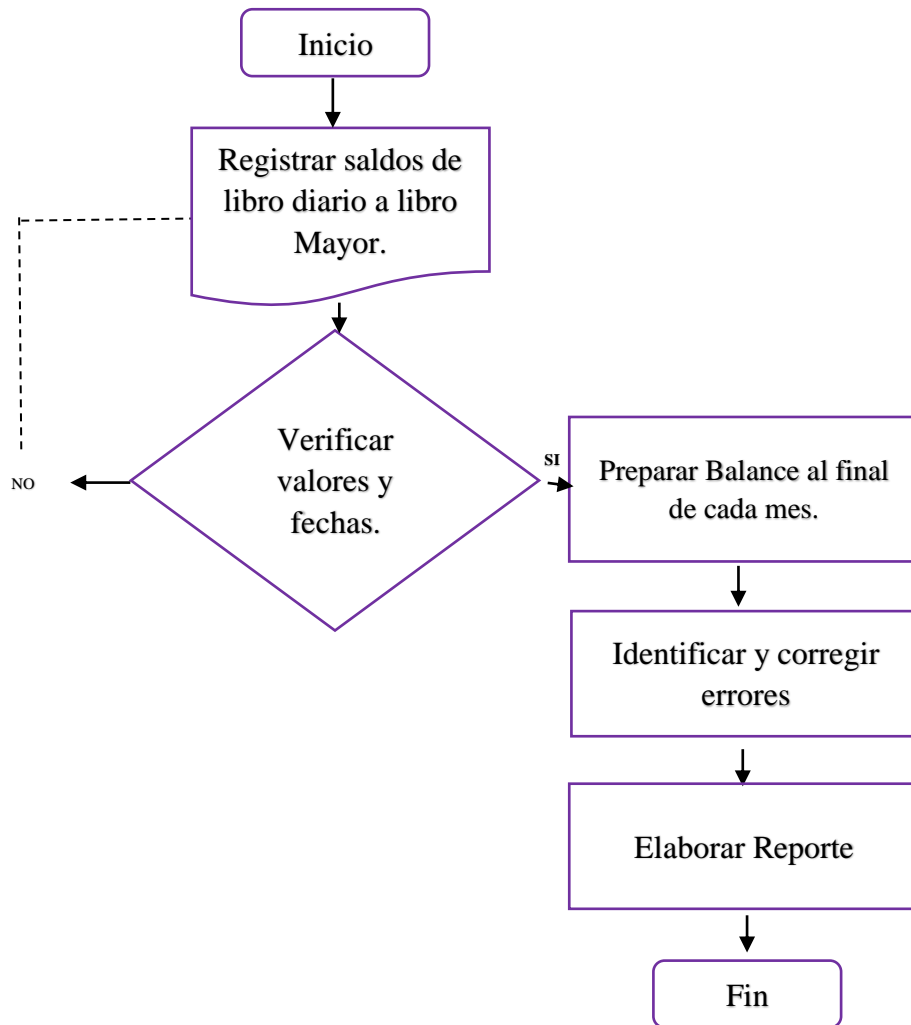 Inicio
Registrar saldos de
libro diario a libro
Mayor.
Verificar
valores y
fechas.
NO
SI
Preparar Balance al final
de cada mes.
Identificar y corregir
errores
Elaborar Reporte
Fin